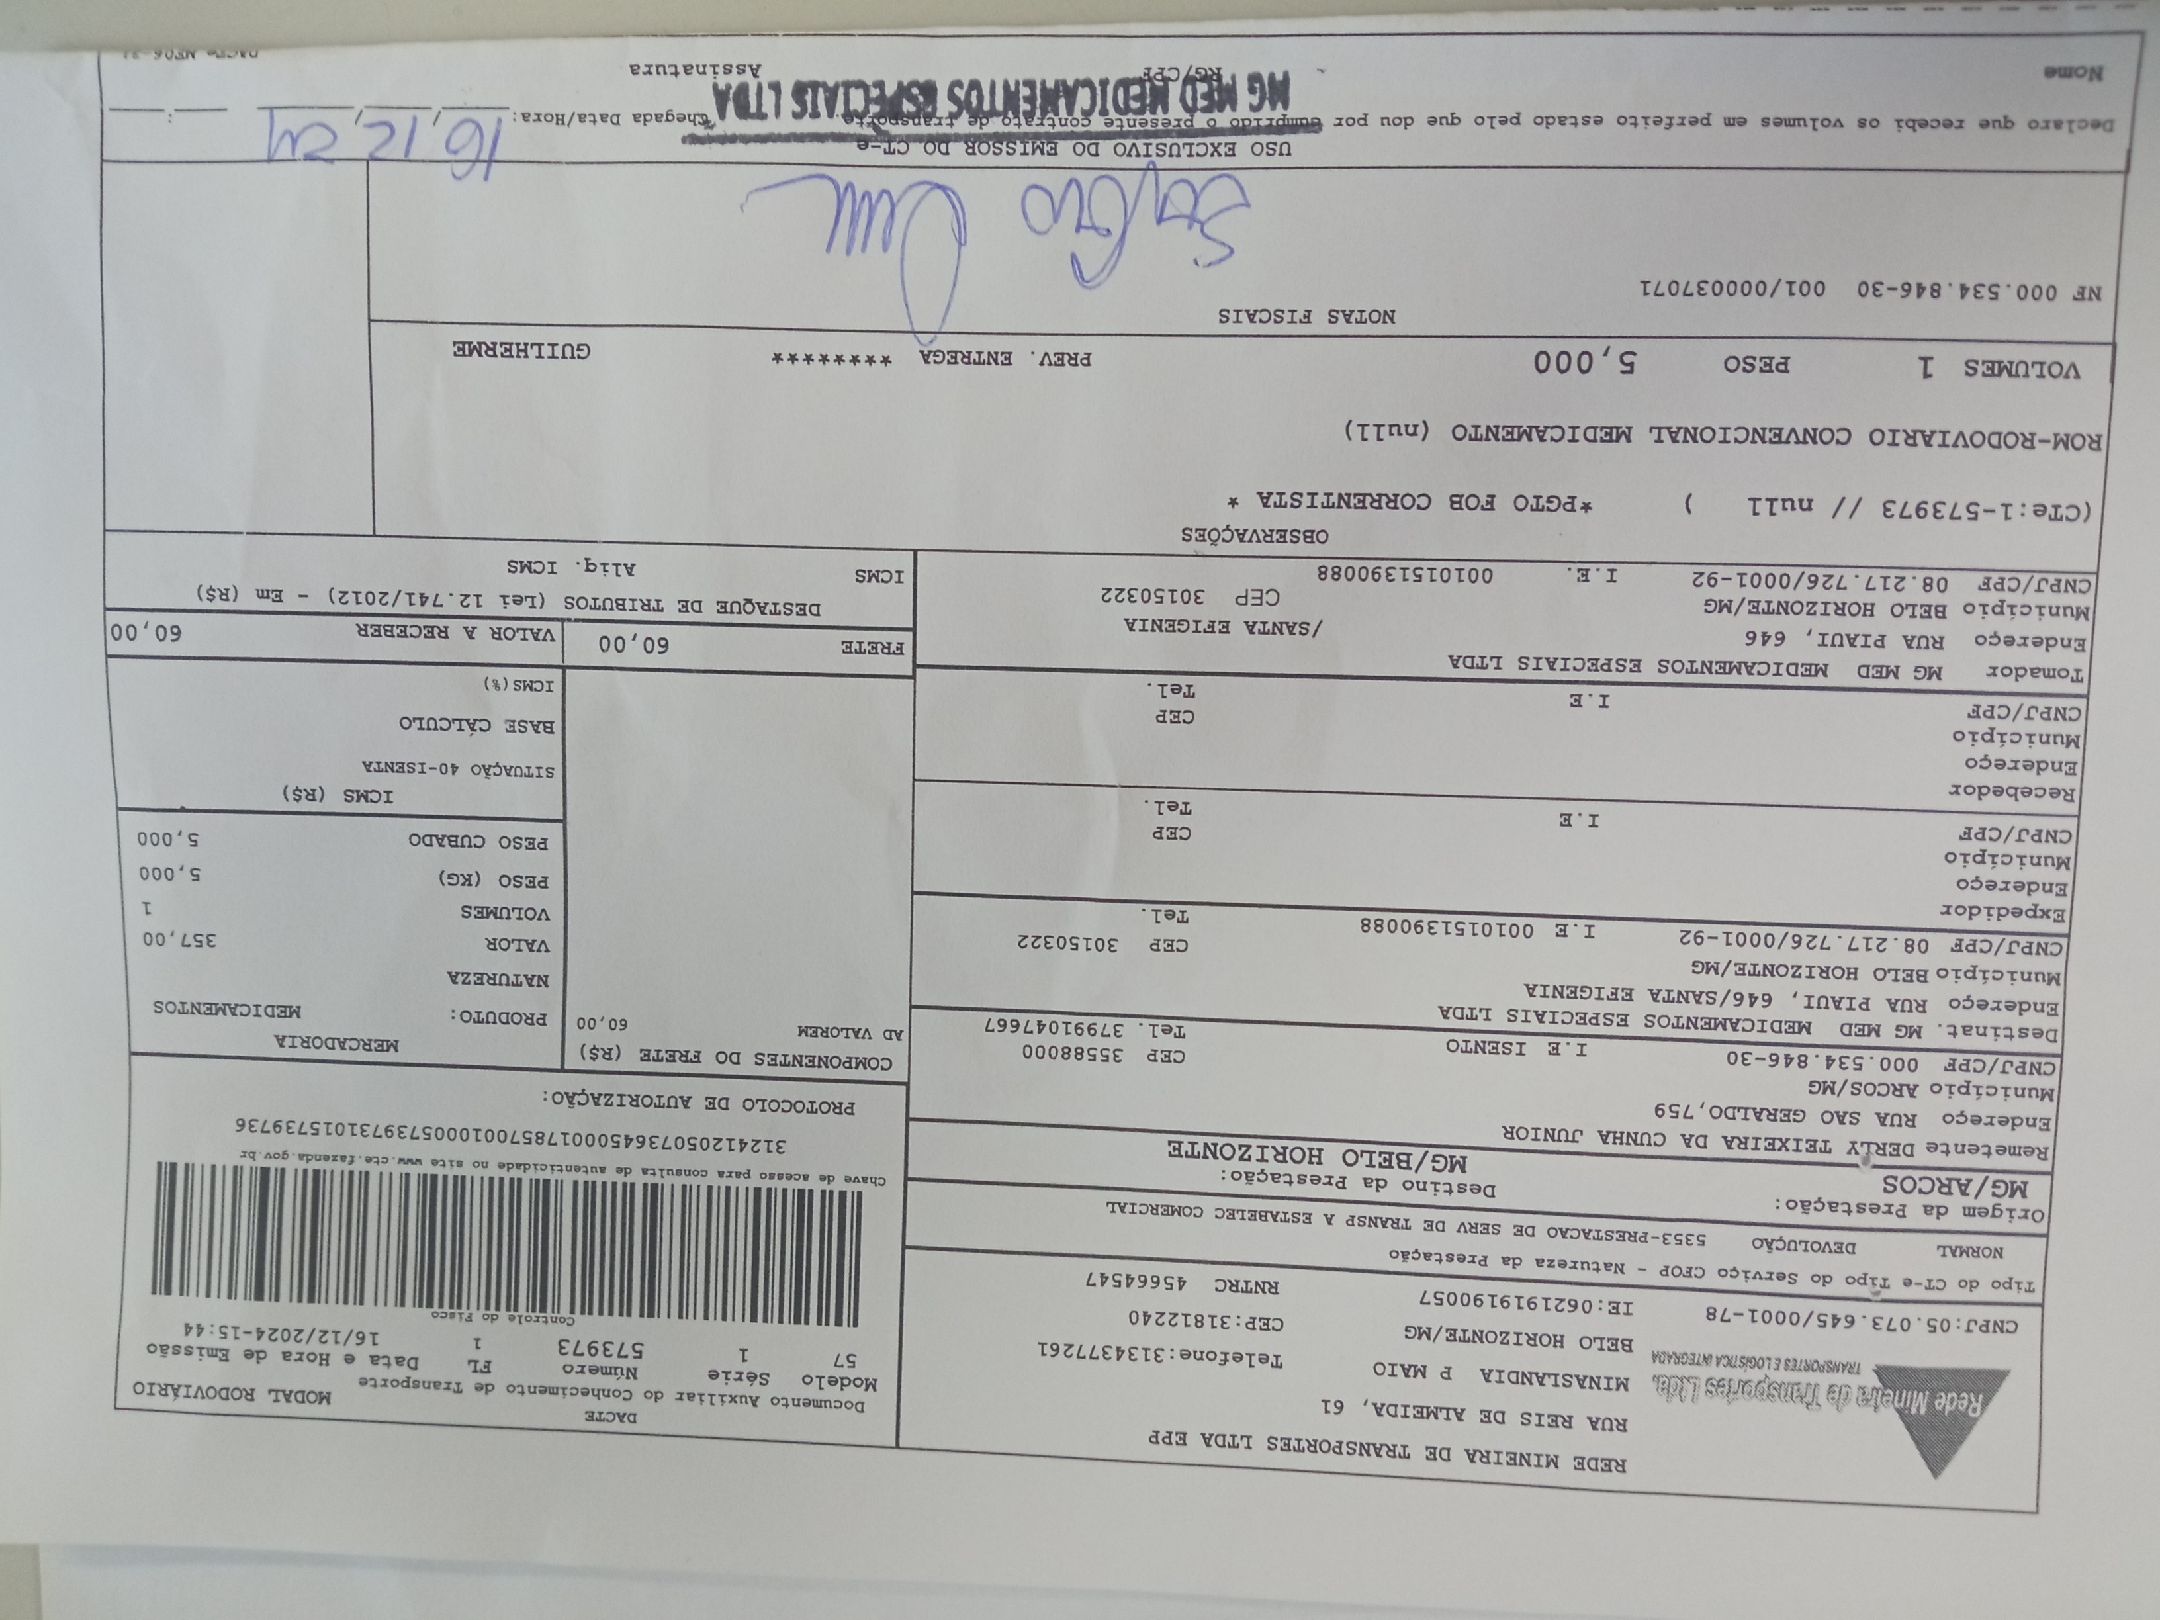 REDE MINEIRA DE TRANSPORTES LTDA EPP
Rede Mineira de Transportes Ltda.
TRANSPORTES E LOGÍSTICA INTEGRADA
RUA REIS DE ALMEIDA, 61
MINASLANDIA P MAIO Telefone:3134377261
BELO HORIZONTE/MG CEP:31812240
CNPJ:05.073.645/0001-78 IE:0621919190057 RNTRC 45664547
DACTE
Documento Auxiliar do Conhecimento de Transporte MODAL RODOVIÁRIO
Modelo Série Número FL Data e Hora de Emissão
57 1 573973 1 16/12/2024-15:44
Controle do Fisco
Chave de acesso para consulta de autenticidade no site www.cte.fazenda.gov.br
31241205073645000178570010005739731015739736
PROTOCOLO DE AUTORIZAÇÃO:
Tipo do CT-e Tipo do Serviço CFOP - Natureza da Prestação
NORMAL DEVOLUÇÃO 5353-PRESTACAO DE SERV DE TRANSP A ESTABELEC COMERCIAL
Origem da Prestação: Destino da Prestação:
MG/ARCOS MG/BELO HORIZONTE
Remetente DERLY TEIXEIRA DA CUNHA JUNIOR
Endereço RUA SAO GERALDO,759
Município ARCOS/MG CEP 35588000
CNPJ/CPF 000.534.846-30 I.E ISENTO Tel. 37991047667
Destinat. MG MED MEDICAMENTOS ESPECIAIS LTDA
Endereço RUA PIAUI, 646/SANTA EFIGENIA
Município BELO HORIZONTE/MG CEP 30150322
CNPJ/CPF 08.217.726/0001-92 I.E 0010151390088 Tel.
Expedidor
Endereço
Município CEP
CNPJ/CPF I.E Tel.
Recebedor
Endereço
Município CEP
CNPJ/CPF I.E Tel.
Tomador MG MED MEDICAMENTOS ESPECIAIS LTDA
Endereço RUA PIAUI, 646 /SANTA EFIGENIA
Município BELO HORIZONTE/MG CEP 30150322
CNPJ/CPF 08.217.726/0001-92 I.E. 0010151390088
COMPONENTES DO FRETE (R$)
AD VALOREM 60,00
MERCADORIA
PRODUTO: MEDICAMENTOS
NATUREZA
VALOR 357,00
VOLUMES 1
PESO (KG) 5,000
PESO CUBADO 5,000
ICMS (R$)
SITUAÇÃO 40-ISENTA
BASE CÁLCULO
ICMS(%)
FRETE 60,00 VALOR A RECEBER 60,00
DESTAQUE DE TRIBUTOS (Lei 12.741/2012) - Em (R$)
ICMS Aliq. ICMS
OBSERVAÇÕES
(CTe:1-573973 // null ) *PGTO FOB CORRENTISTA *
ROM-RODOVIARIO CONVENCIONAL MEDICAMENTO (null)
VOLUMES 1 PESO 5,000 PREV. ENTREGA ******** GUILHERME
NOTAS FISCAIS
NF 000.534.846-30 001/000037071
USO EXCLUSIVO DO EMISSOR DO CT-e
16 12 24
Declaro que recebi os volumes em perfeito estado pelo que dou por cumprido o presente contrato de transporte. Chegada Data/Hora:
MG MED MEDICAMENTOS ESPECIAIS LTDA
Nome RG/CPF Assinatura